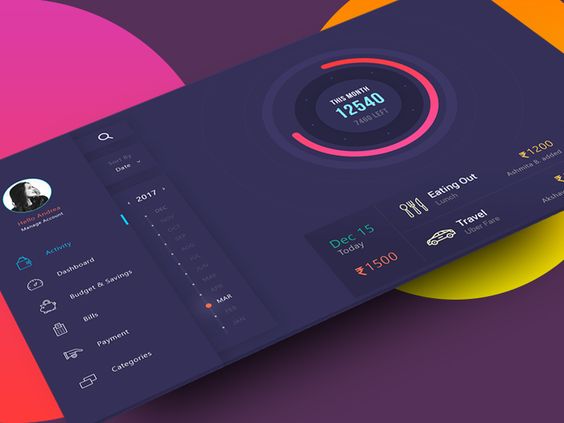 Hello Andrea
Manage Account
Activity
Dashboard
Budget & Savings
Bills
Payment
Categories
Sort By
Date
2017
DEC
NOV
OCT
SEP
AUG
JUL
JUN
MAY
APR
MAR
FEB
JAN
THIS MONTH
12540
7460 LEFT
Dec 15
Today
₹1500
Eating Out
Lunch
₹1200
Ashmita B. added
Travel
Uber Fare